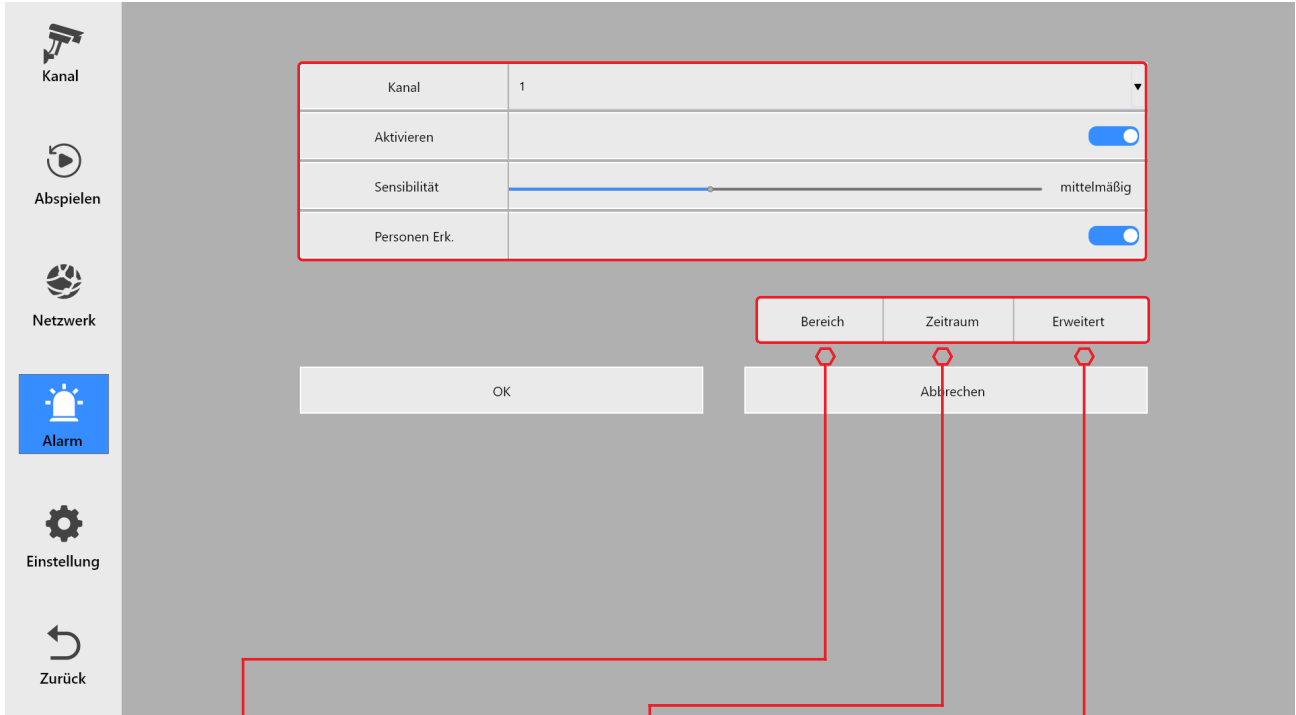 Kanal
Abspielen
Netzwerk
Alarm
Einstellung
Zurück
Kanal 1
Aktivieren
Sensibilität mittelmäßig
Personen Erk.
Bereich Zeitraum Erweitert
OK Abbrechen